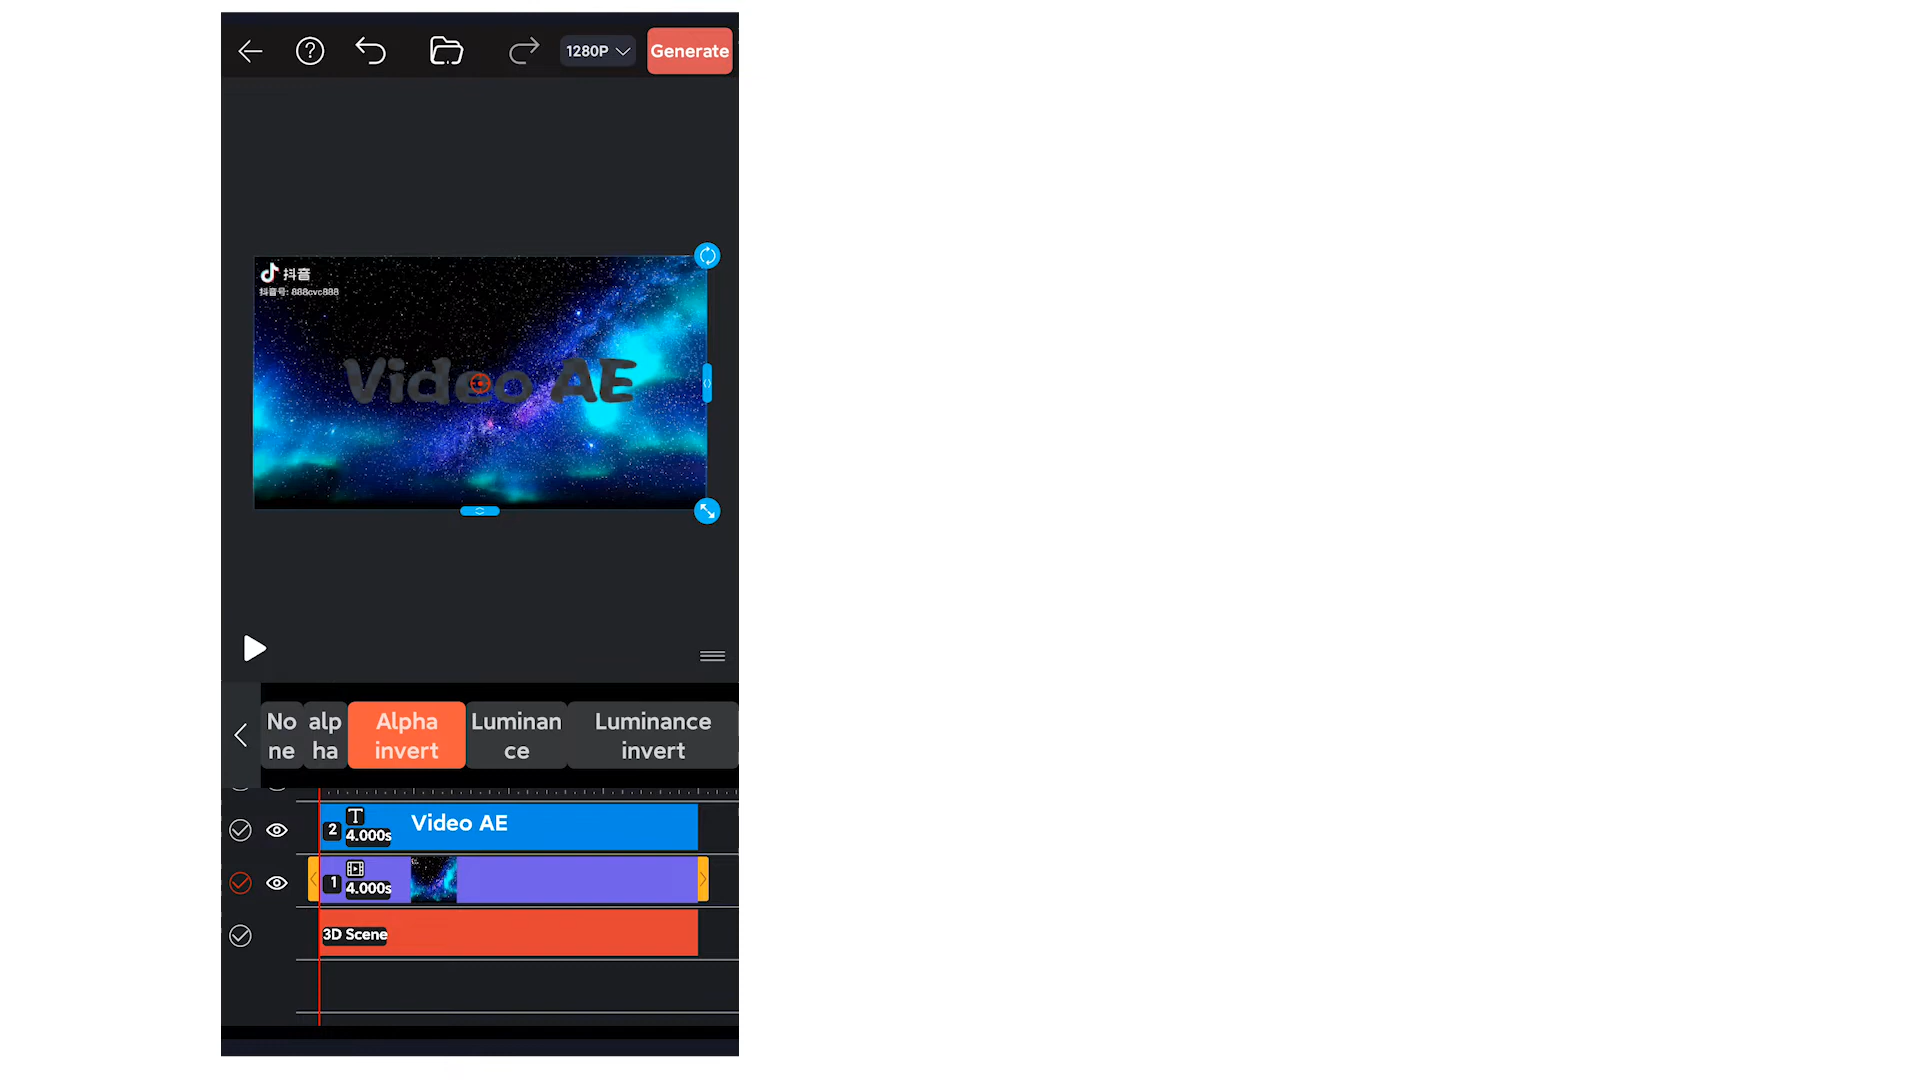 1280P
Generate
抖音
抖音号: 888cvc888
Video AE
No
ne
alp
ha
Alpha
invert
Luminan
ce
Luminance
invert
2
4.000s
Video AE
1
4.000s
3D Scene